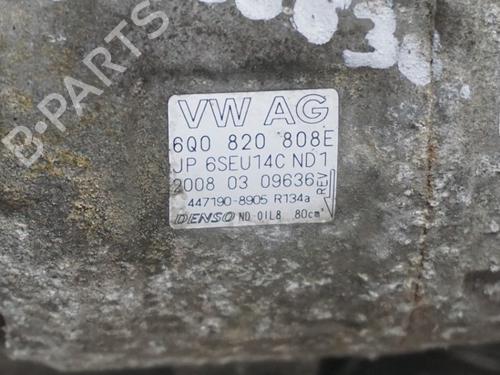 B-PARTS
VW AG
6Q0 820 808E
JP 6SEU14C ND1
2008 03 09636
REV
447190-8905 R134a
DENSO ND OIL8 80cm³